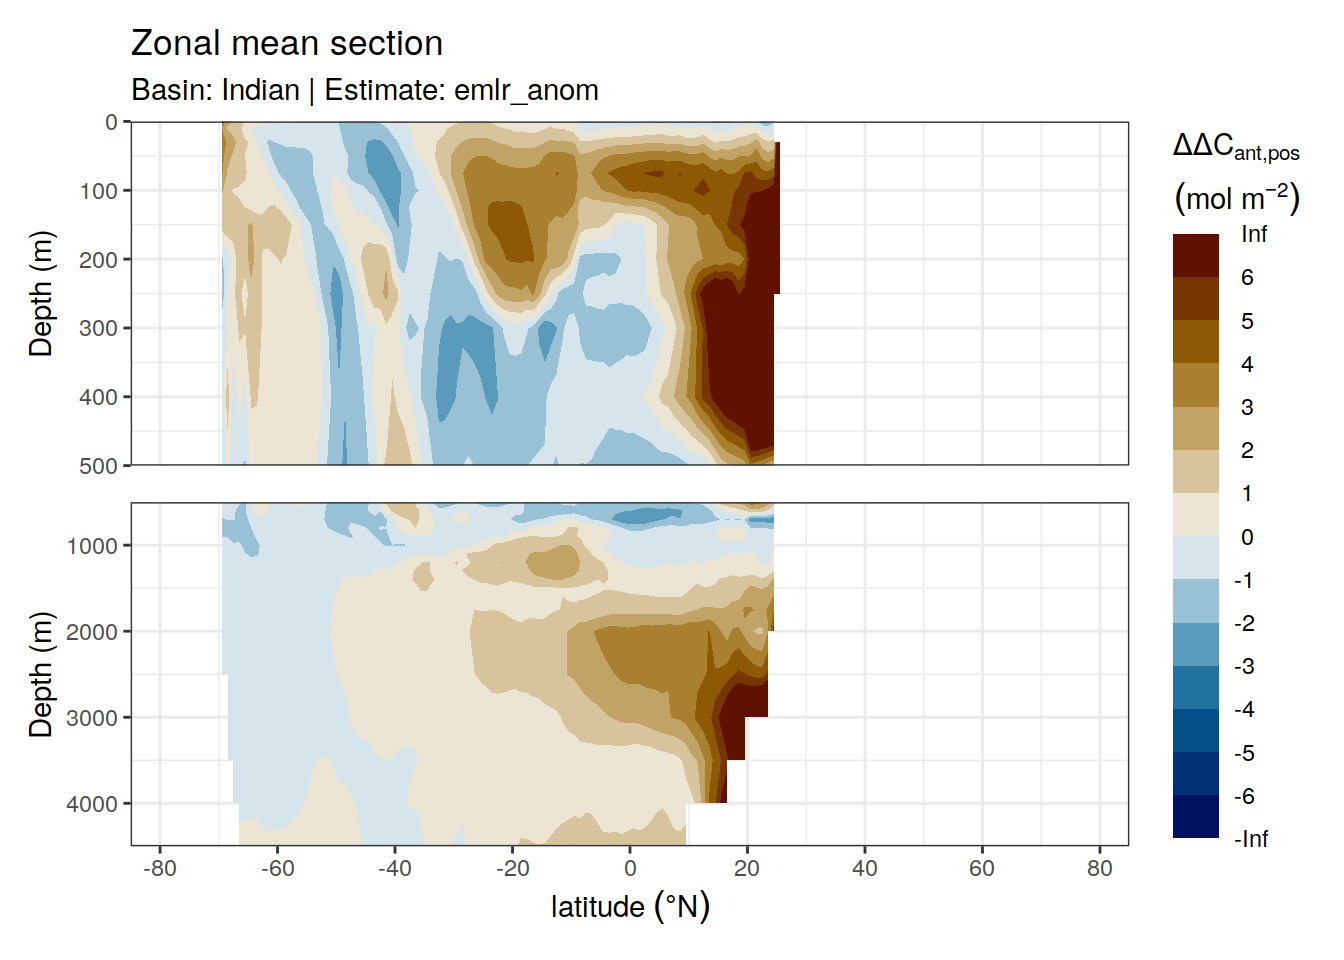 Zonal mean section
Basin: Indian | Estimate: emlr_anom
0
100
200
300
400
500
Depth (m)
1000
2000
3000
4000
Depth (m)
-80 -60 -40 -20 0 20 40 60 80
latitude (°N)
ΔΔCant,pos
(mol m−2)
Inf
6
5
4
3
2
1
0
-1
-2
-3
-4
-5
-6
-Inf